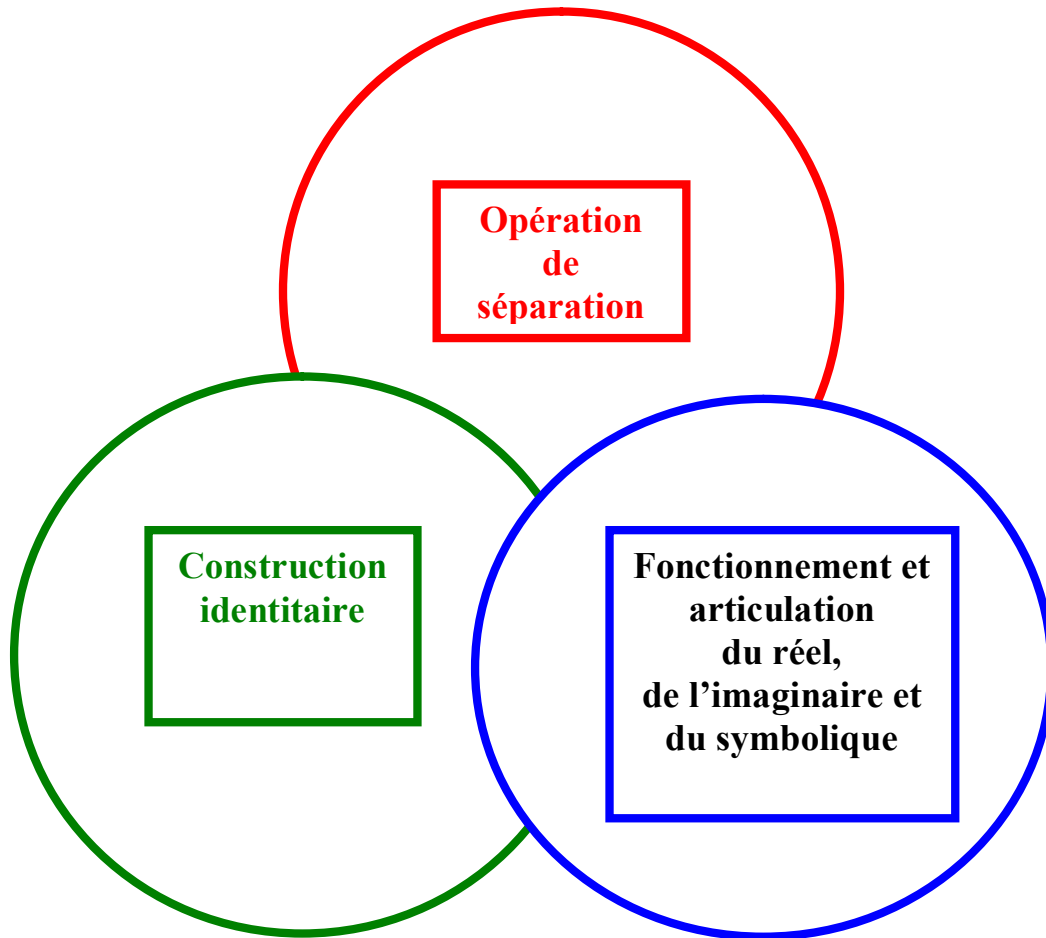 Opération
de
séparation
Construction
identitaire
Fonctionnement et
articulation
du réel,
de l’imaginaire et
du symbolique